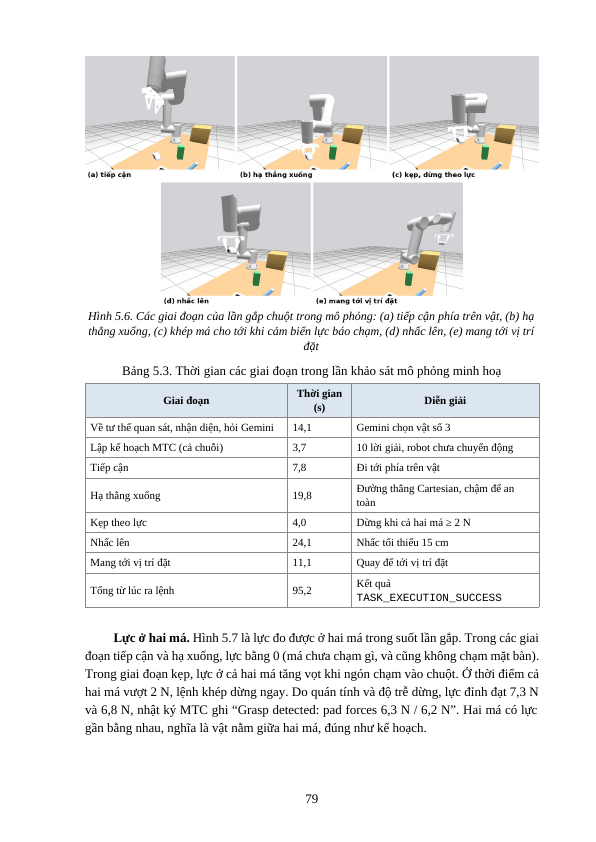 (a) tiếp cận
(b) hạ thẳng xuống
(c) kẹp, dừng theo lực
(d) nhấc lên
(e) mang tới vị trí đặt
Hình 5.6. Các giai đoạn của lần gắp chuột trong mô phỏng: (a) tiếp cận phía trên vật, (b) hạ
thẳng xuống, (c) khép má cho tới khi cảm biến lực báo chạm, (d) nhấc lên, (e) mang tới vị trí
đặt
Bảng 5.3. Thời gian các giai đoạn trong lần khảo sát mô phỏng minh hoạ
Giai đoạn
Thời gian
(s)
Diễn giải
Về tư thế quan sát, nhận diện, hỏi Gemini
14,1
Gemini chọn vật số 3
Lập kế hoạch MTC (cả chuỗi)
3,7
10 lời giải, robot chưa chuyển động
Tiếp cận
7,8
Đi tới phía trên vật
Hạ thẳng xuống
19,8
Đường thẳng Cartesian, chậm để an
toàn
Kẹp theo lực
4,0
Dừng khi cả hai má ≥ 2 N
Nhấc lên
24,1
Nhấc tối thiểu 15 cm
Mang tới vị trí đặt
11,1
Quay đế tới vị trí đặt
Tổng từ lúc ra lệnh
95,2
Kết quả
TASK_EXECUTION_SUCCESS
Lực ở hai má. Hình 5.7 là lực đo được ở hai má trong suốt lần gắp. Trong các giai
đoạn tiếp cận và hạ xuống, lực bằng 0 (má chưa chạm gì, và cũng không chạm mặt bàn).
Trong giai đoạn kẹp, lực ở cả hai má tăng vọt khi ngón chạm vào chuột. Ở thời điểm cả
hai má vượt 2 N, lệnh khép dừng ngay. Do quán tính và độ trễ dừng, lực đỉnh đạt 7,3 N
và 6,8 N, nhật ký MTC ghi “Grasp detected: pad forces 6,3 N / 6,2 N”. Hai má có lực
gần bằng nhau, nghĩa là vật nằm giữa hai má, đúng như kế hoạch.
79